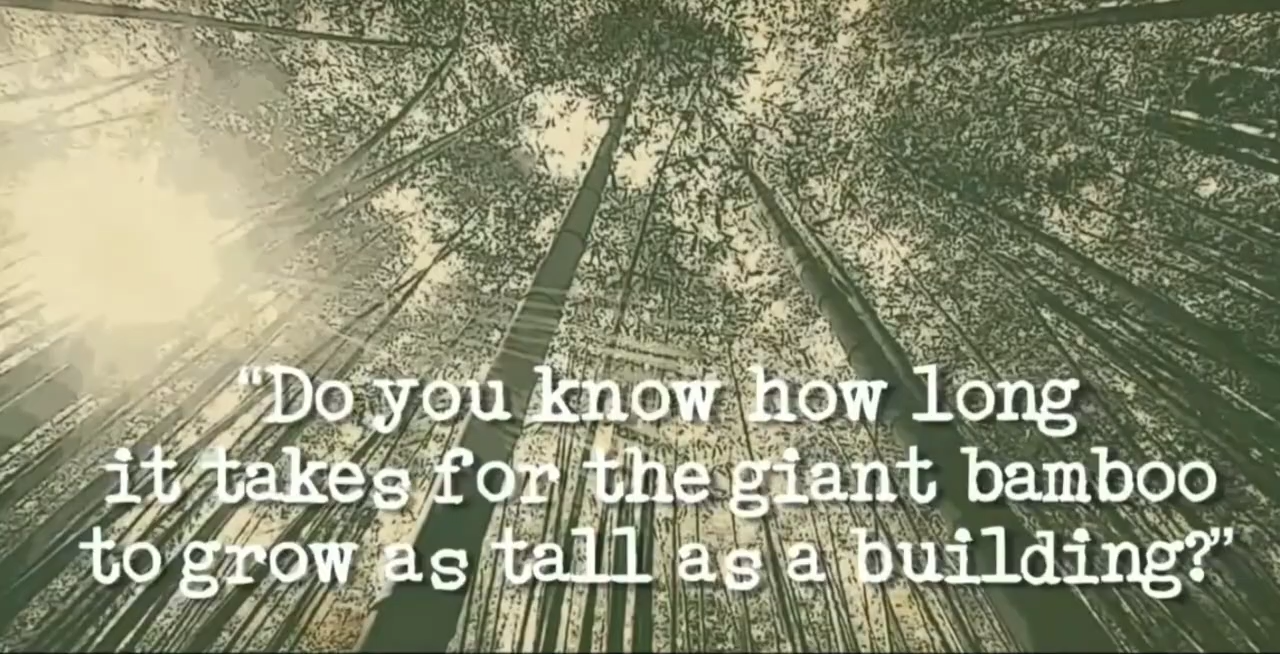 “Do you know how long
it takes for the giant bamboo
to grow as tall as a building?”